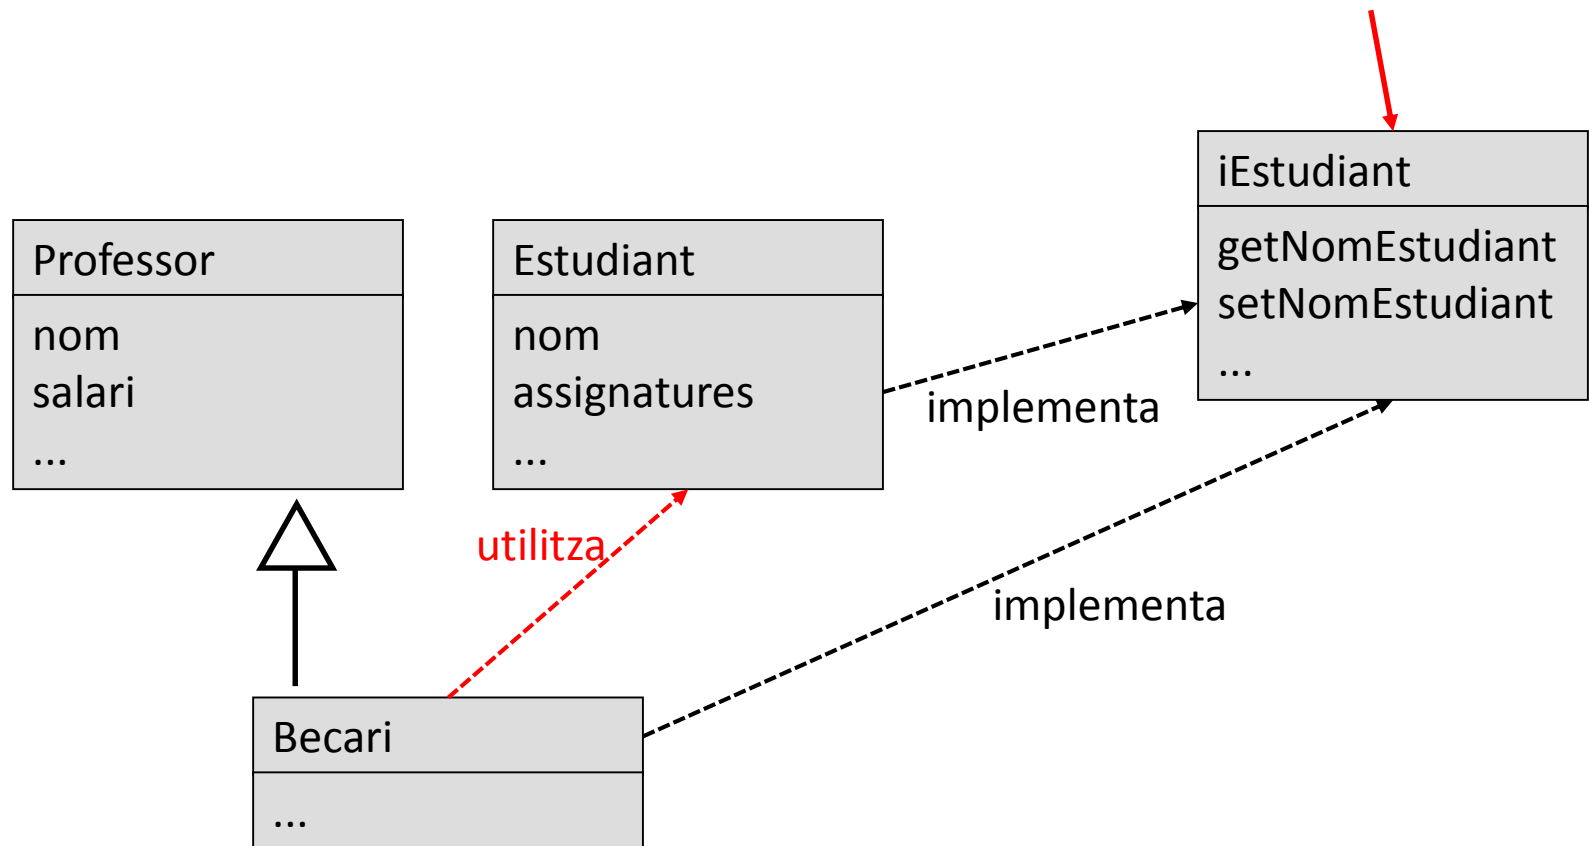 Professor
nom
salari
...
Estudiant
nom
assignatures
...
iEstudiant
getNomEstudiant
setNomEstudiant
...
implementa
utilitza
implementa
Becari
...